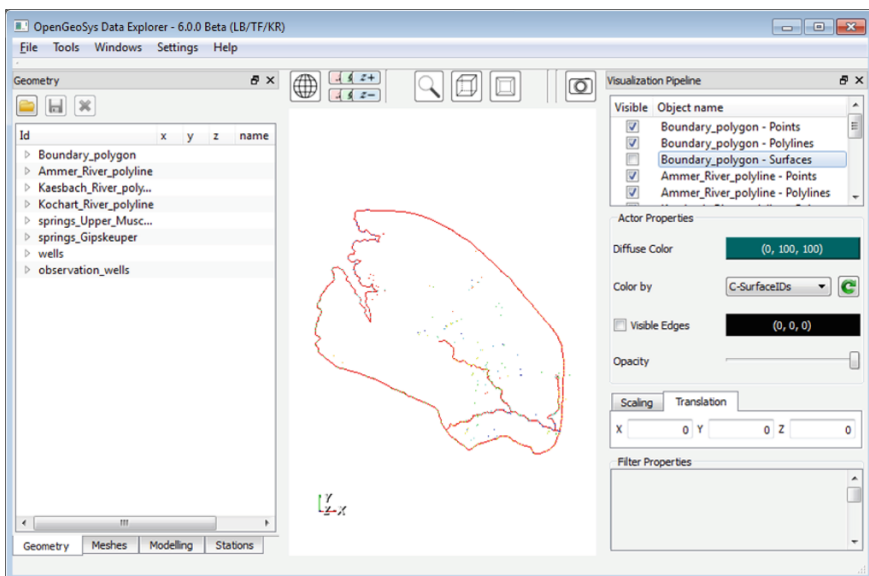 OpenGeoSys Data Explorer - 6.0.0 Beta (LB/TF/KR)
File Tools Windows Settings Help
Geometry
Id x y z name
Boundary_polygon
Ammer_River_polyline
Kaesbach_River_poly...
Kochart_River_polyline
springs_Upper_Musc...
springs_Gipskeuper
wells
observation_wells
Geometry Meshes Modelling Stations
z+
z-
Y
Z X
Visualization Pipeline
Visible Object name
Boundary_polygon - Points
Boundary_polygon - Polylines
Boundary_polygon - Surfaces
Ammer_River_polyline - Points
Ammer_River_polyline - Polylines
Actor Properties
Diffuse Color (0, 100, 100)
Color by C-SurfaceIDs
Visible Edges (0, 0, 0)
Opacity
Scaling Translation
X 0 Y 0 Z 0
Filter Properties